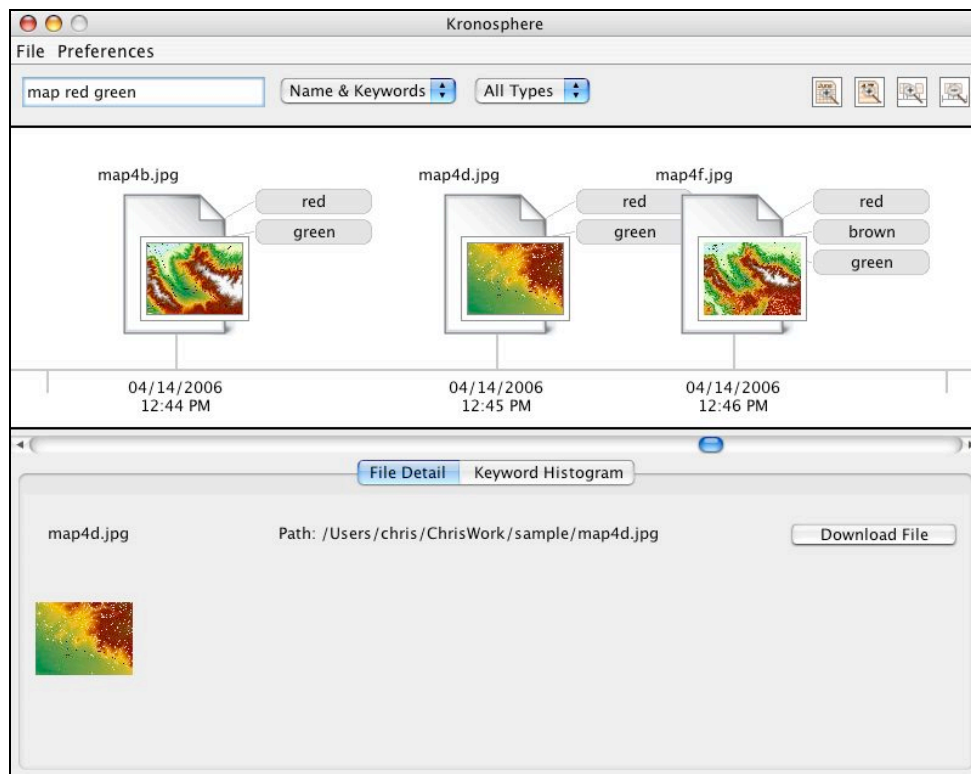 Kronosphere
File Preferences
map red green
Name & Keywords
All Types
map4b.jpg
red
green
map4d.jpg
red
green
map4f.jpg
red
brown
green
04/14/2006
12:44 PM
04/14/2006
12:45 PM
04/14/2006
12:46 PM
File Detail
Keyword Histogram
map4d.jpg
Path: /Users/chris/ChrisWork/sample/map4d.jpg
Download File